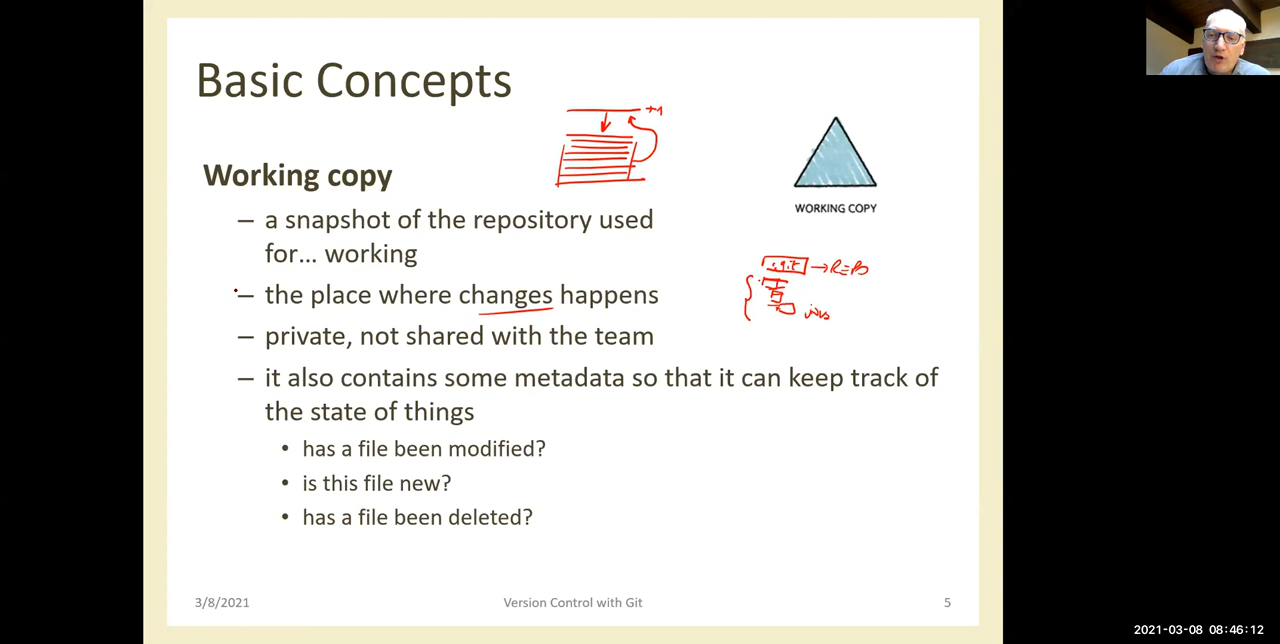 Basic Concepts
+1
Working copy
– a snapshot of the repository used
for… working
WORKING COPY
.git → REPO
– the place where changes happens
– private, not shared with the team
– it also contains some metadata so that it can keep track of
the state of things
• has a file been modified?
• is this file new?
• has a file been deleted?
3/8/2021
Version Control with Git
5
2021-03-08 08:46:12